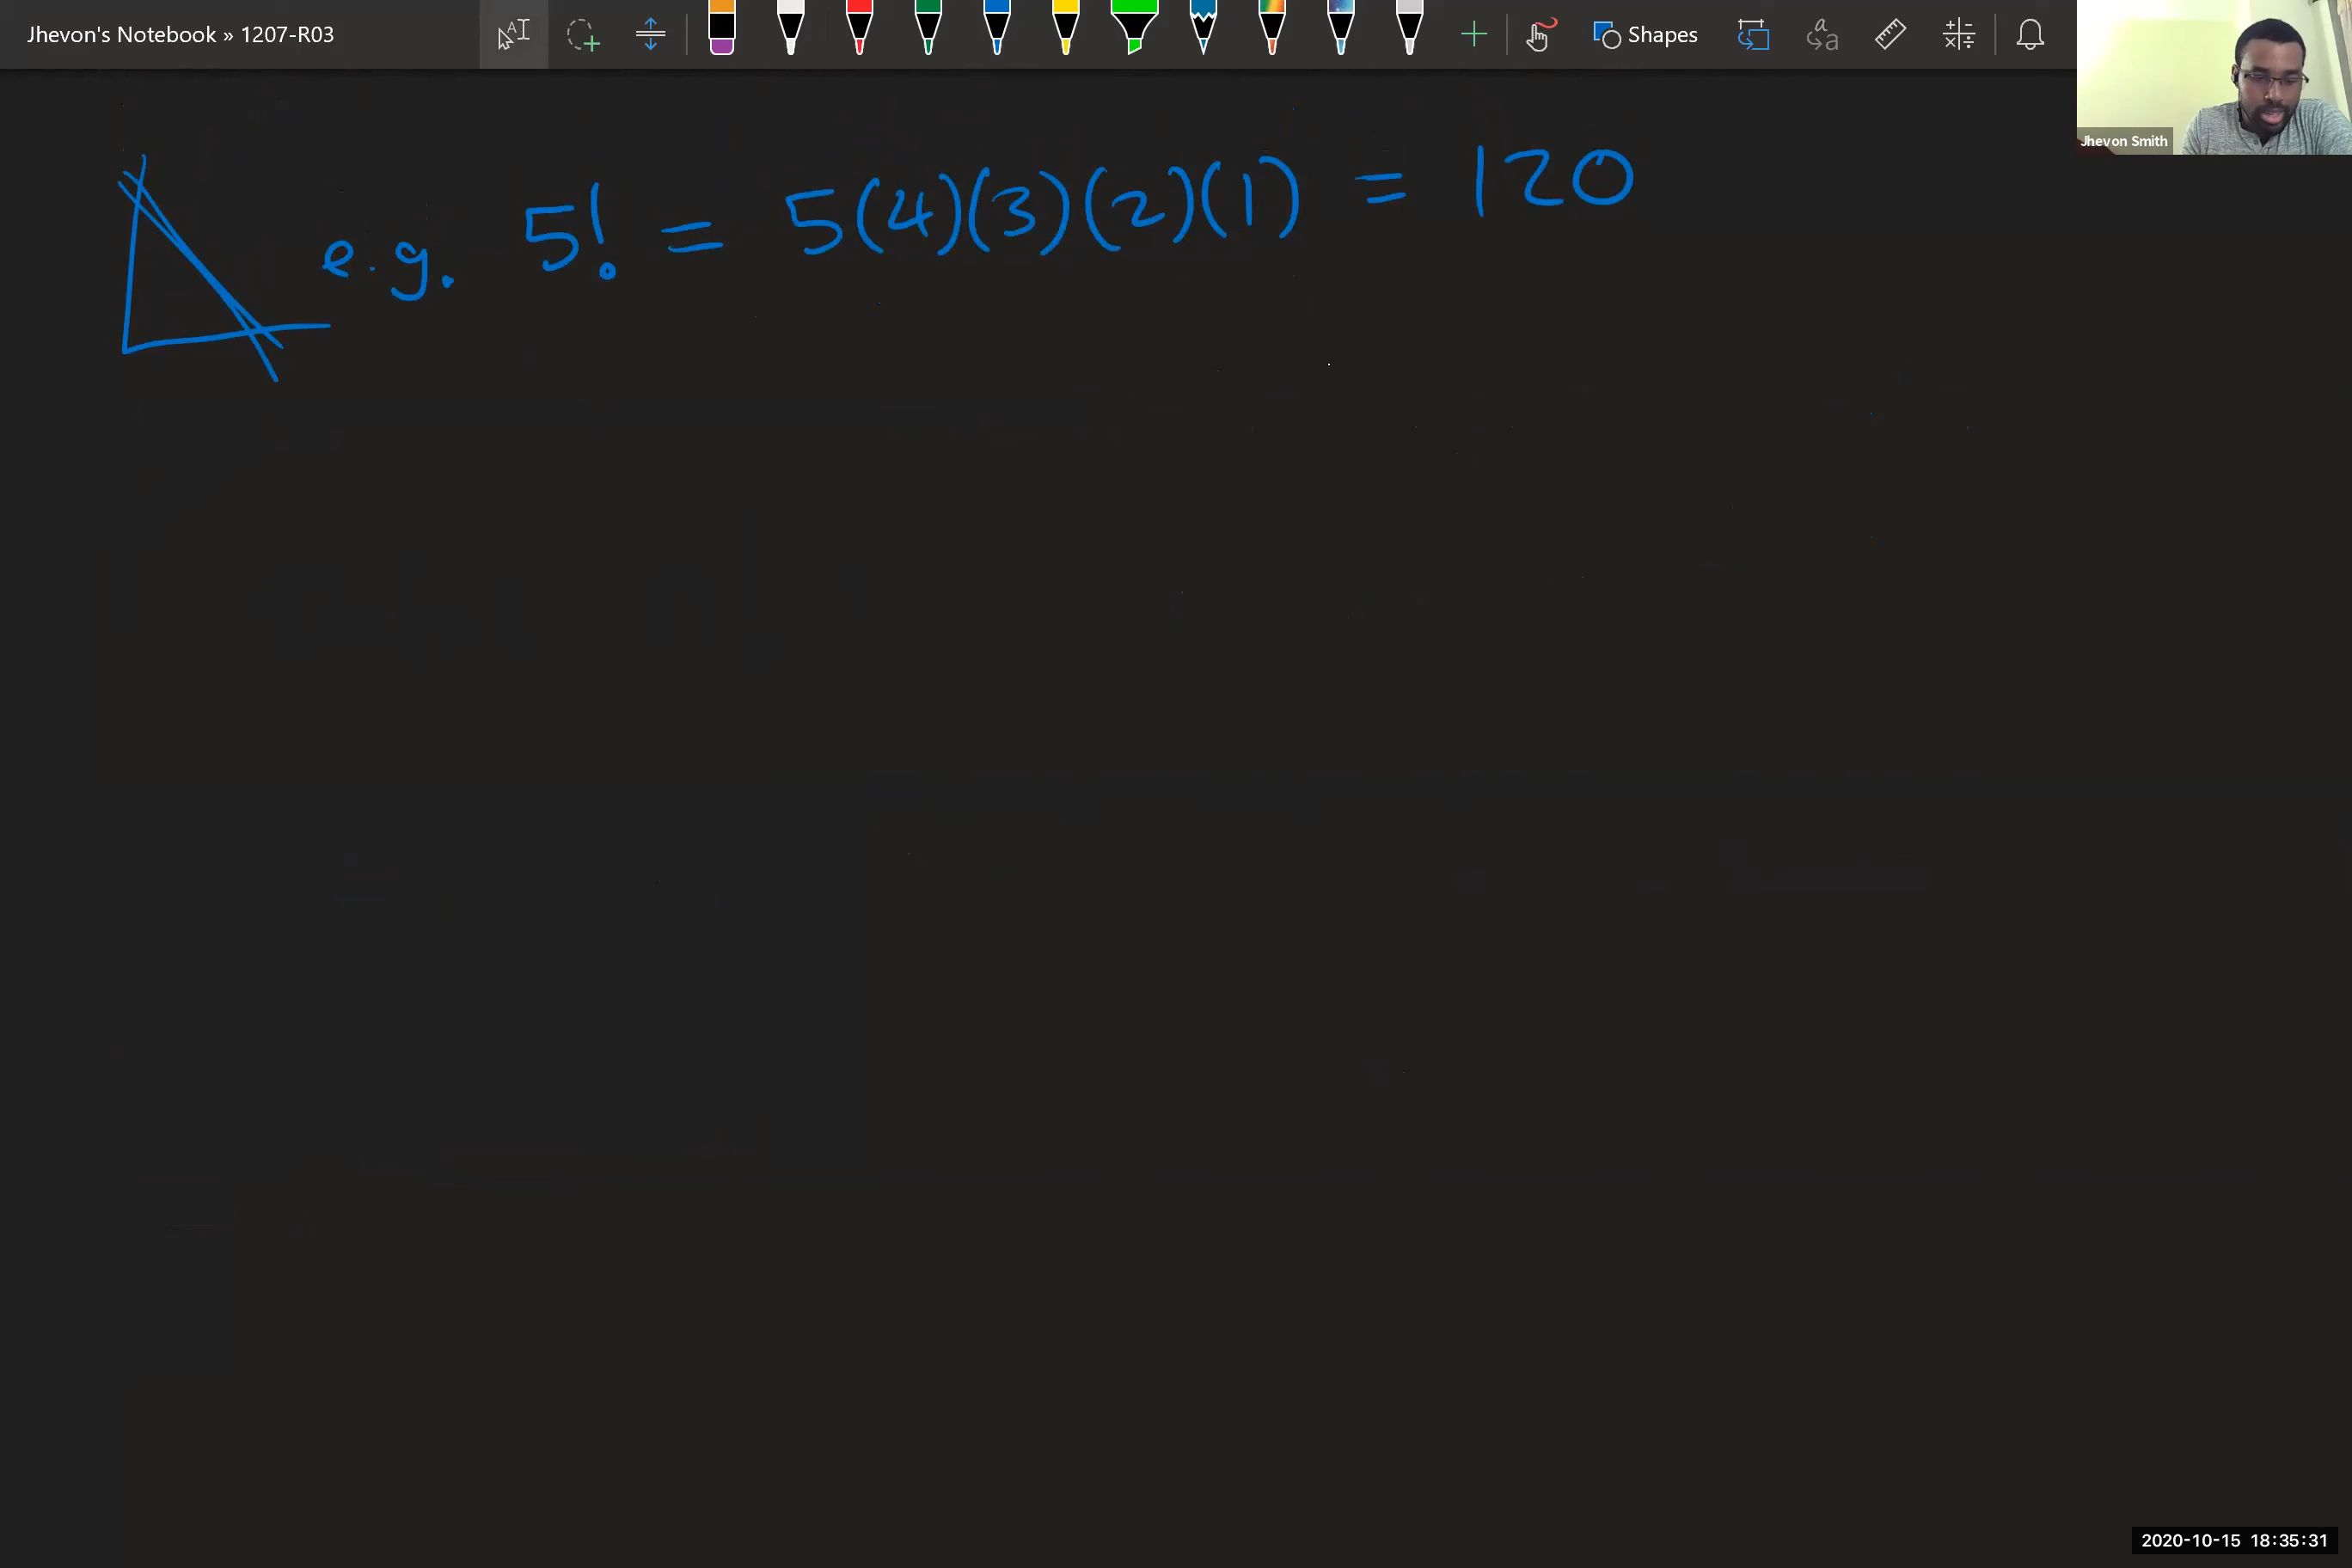 Jhevon's Notebook » 1207-R03
Shapes
Jhevon Smith
e.g. 5! = 5(4)(3)(2)(1) = 120
2020-10-15 18:35:31